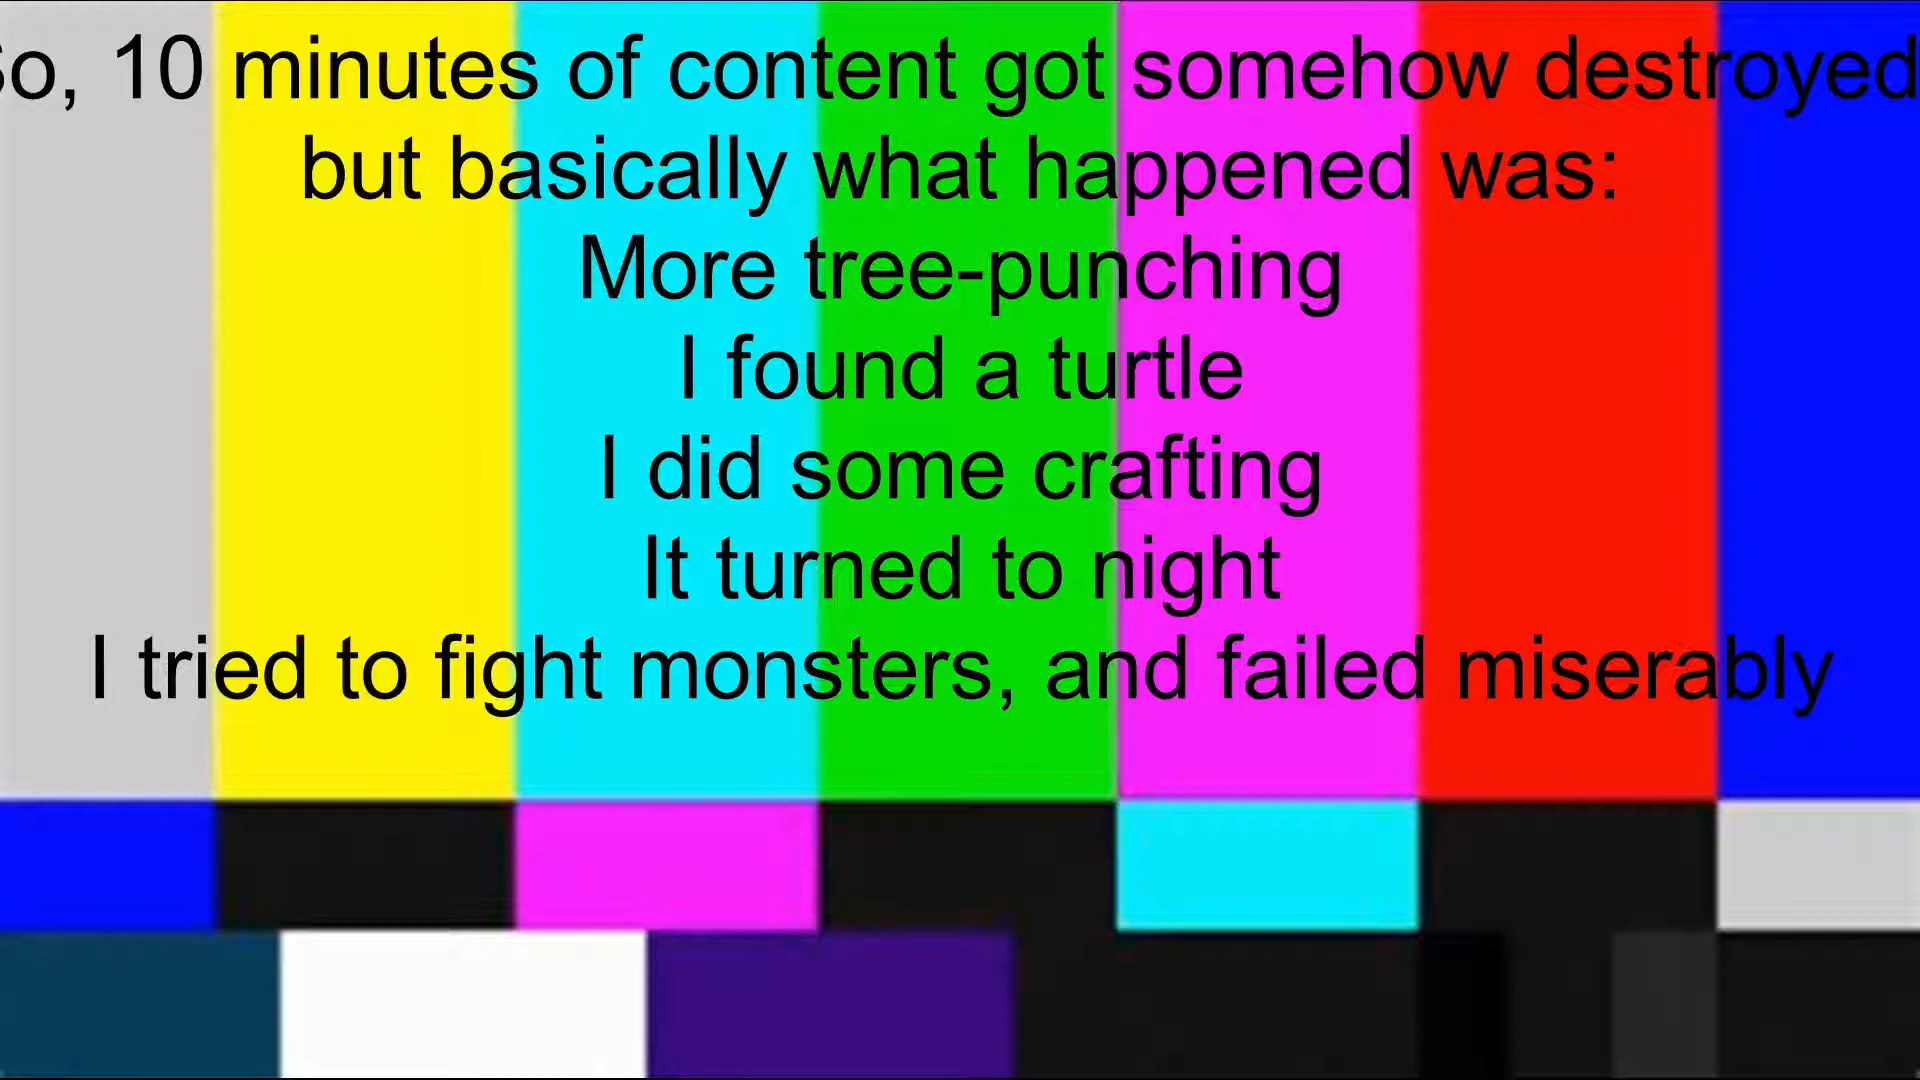 So, 10 minutes of content got somehow destroyed
but basically what happened was:
More tree-punching
I found a turtle
I did some crafting
It turned to night
I tried to fight monsters, and failed miserably